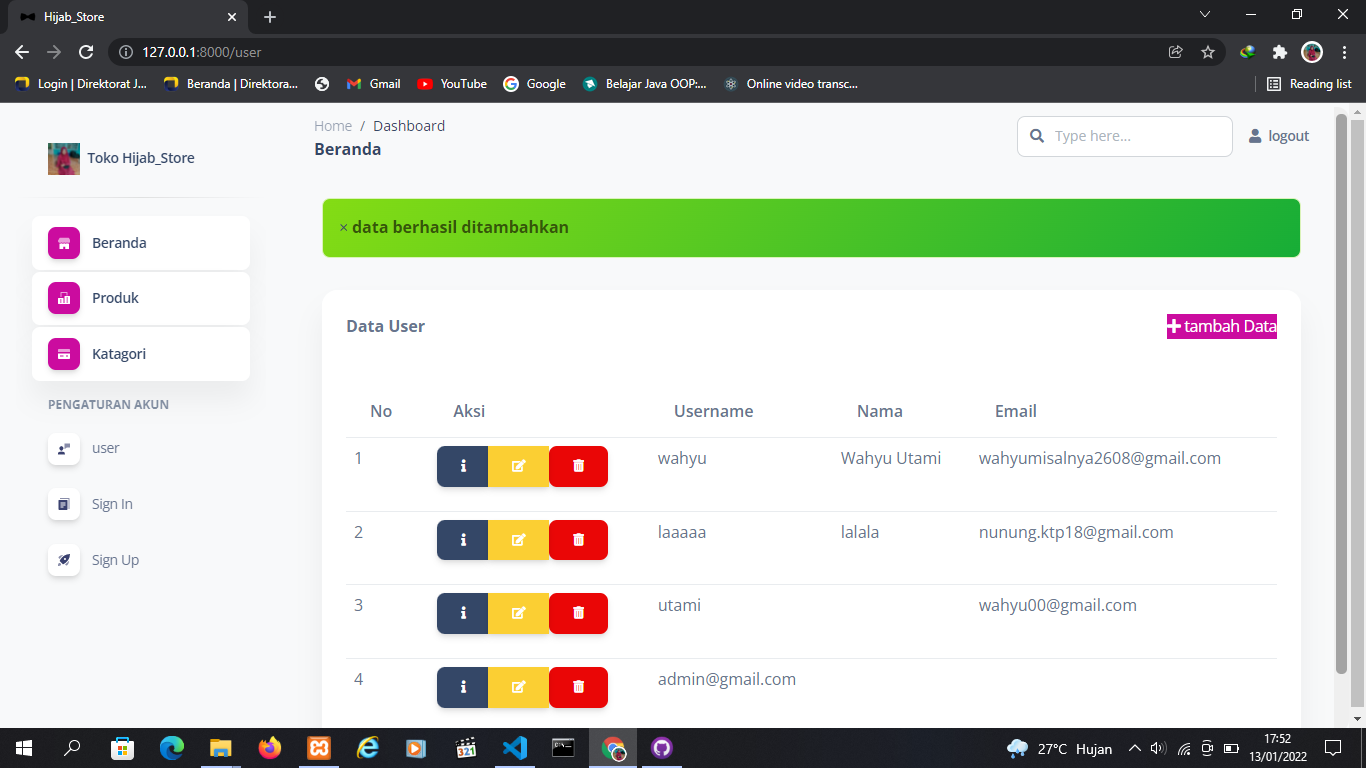 Hijab_Store
127.0.0.1:8000/user
Login | Direktorat J...
Beranda | Direktora...
Gmail
YouTube
Google
Belajar Java OOP:...
Online video transc...
Reading list
Toko Hijab_Store
Home / Dashboard
Beranda
Type here...
logout
Beranda
Produk
Katagori
PENGATURAN AKUN
user
Sign In
Sign Up
× data berhasil ditambahkan
Data User
tambah Data
No Aksi Username Nama Email
1 wahyu Wahyu Utami wahyumisalnya2608@gmail.com
2 laaaaa lalala nunung.ktp18@gmail.com
3 utami wahyu00@gmail.com
4 admin@gmail.com
321
27°C Hujan
17:52
13/01/2022